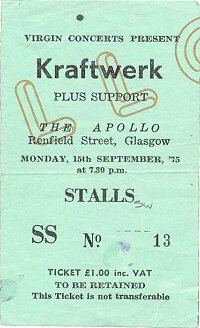 VIRGIN CONCERTS PRESENT
Kraftwerk
PLUS SUPPORT
THE APOLLO
Renfield Street, Glasgow
MONDAY, 15th SEPTEMBER, '75
at 7.30 p.m.
STALLS
SS No 13
TICKET £1.00 inc. VAT
TO BE RETAINED
This Ticket is not transferable